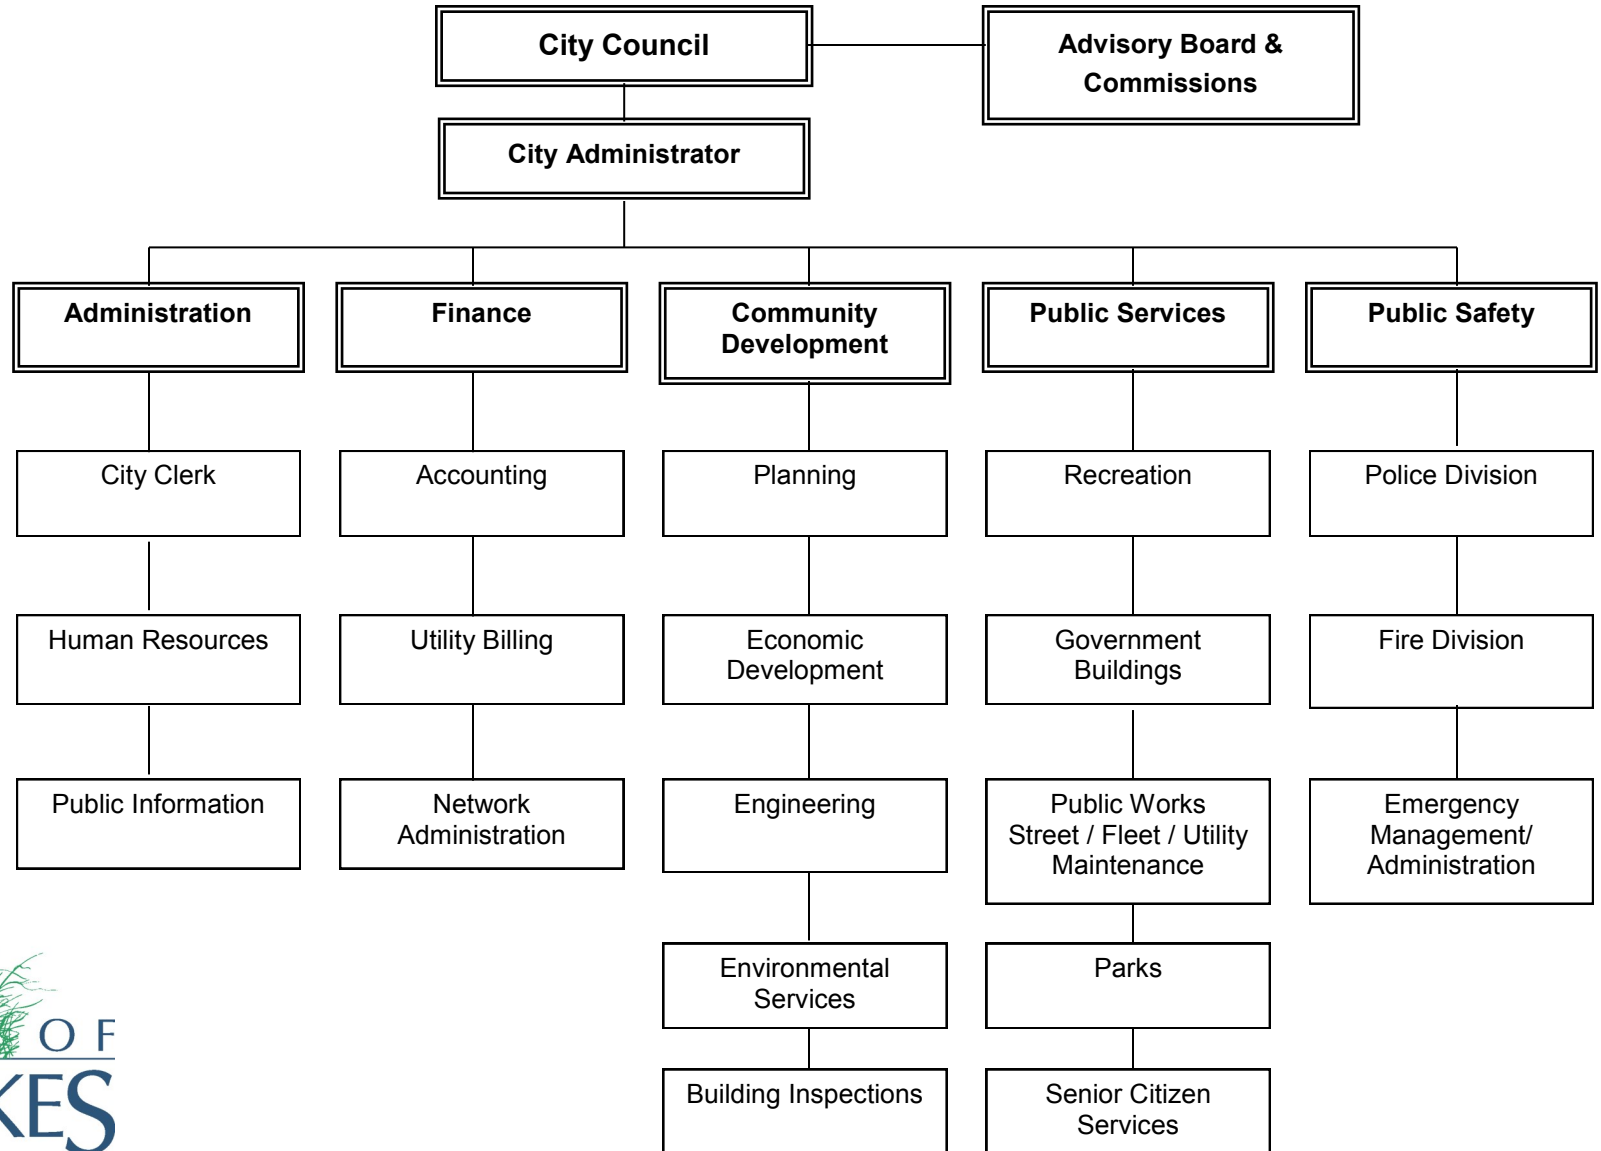 City Council
Advisory Board &
Commissions
City Administrator
Administration
Finance
Community
Development
Public Services
Public Safety
City Clerk
Accounting
Planning
Recreation
Police Division
Human Resources
Utility Billing
Economic
Development
Government
Buildings
Fire Division
Public Information
Network
Administration
Engineering
Public Works
Street / Fleet / Utility
Maintenance
Emergency
Management/
Administration
Environmental
Services
Parks
Building Inspections
Senior Citizen
Services
OF
KES